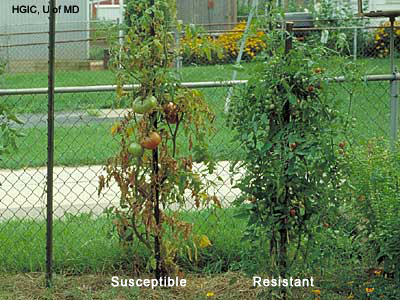 HGIC, U of MD
Susceptible
Resistant